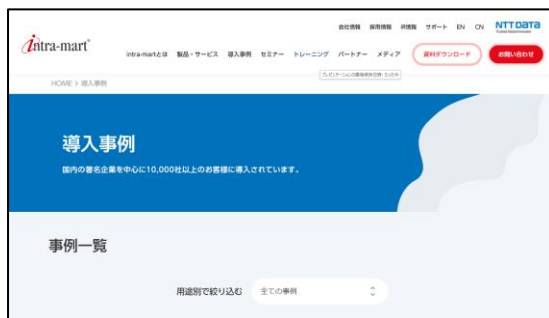 会社情報 採用情報 IR情報 サポート EN CN NTT DATA
intra-mart
intra-martとは 製品・サービス 導入事例 セミナー トレーニング パートナー メディア 資料ダウンロード お問い合わせ
HOME > 導入事例
導入事例
国内の著名企業を中心に10,000社以上のお客様に導入されています。
事例一覧
用途別で絞り込む 全ての事例